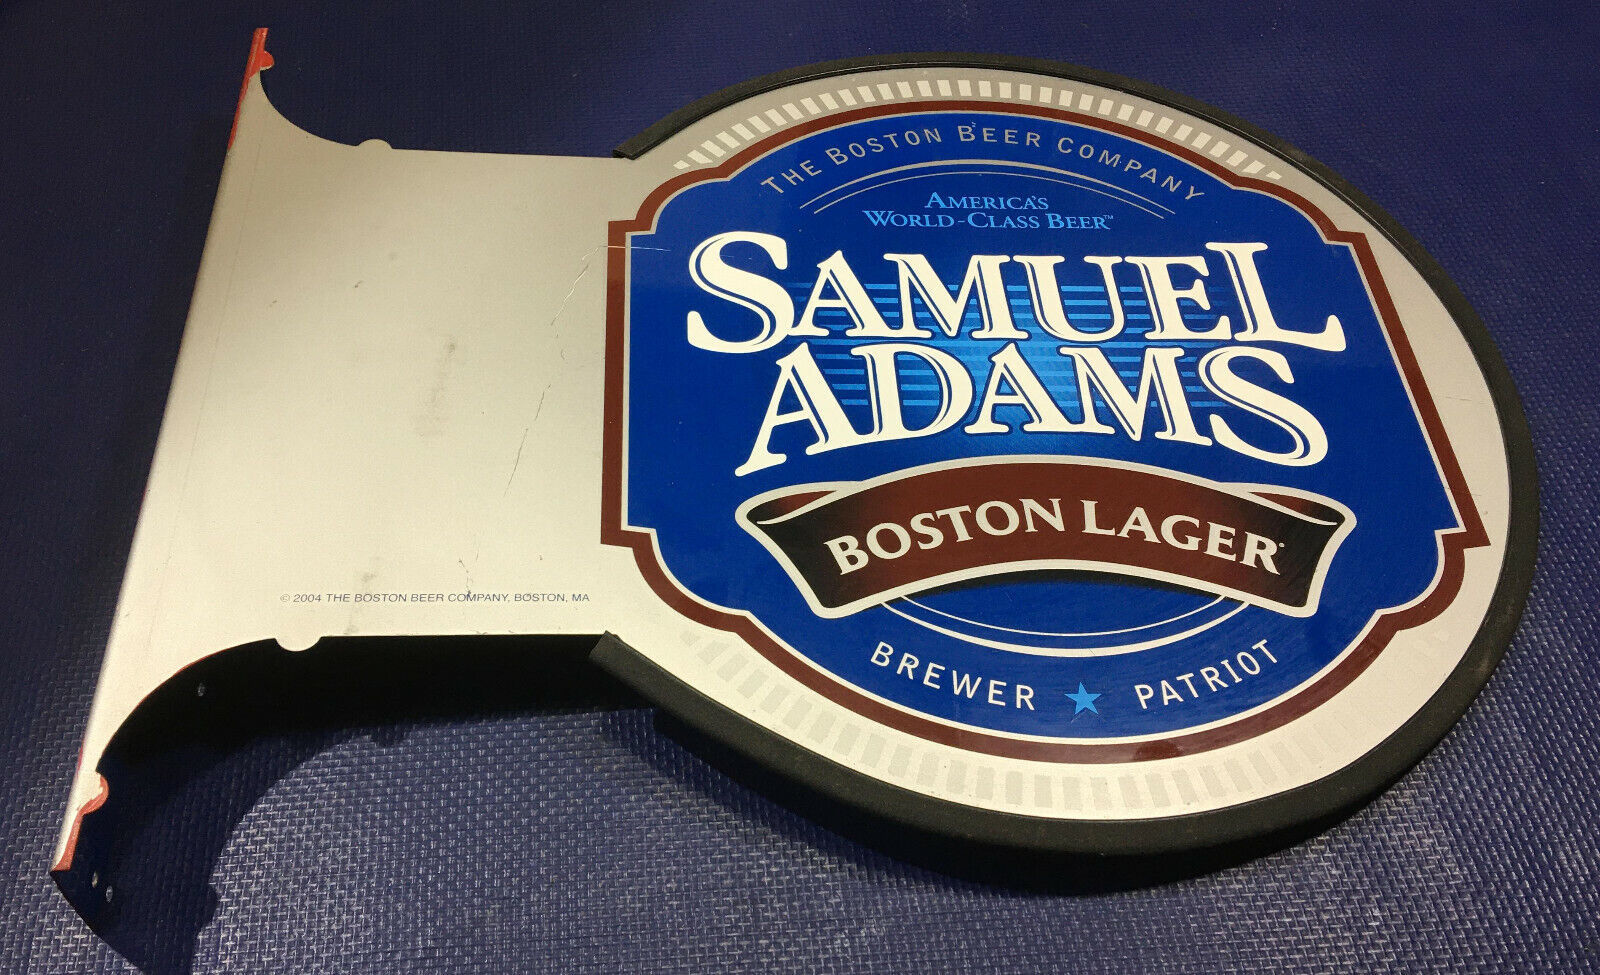 THE BOSTON BEER COMPANY
AMERICA'S
WORLD-CLASS BEER™
SAMUEL
ADAMS
BOSTON LAGER
BREWER ★ PATRIOT
© 2004 THE BOSTON BEER COMPANY, BOSTON, MA